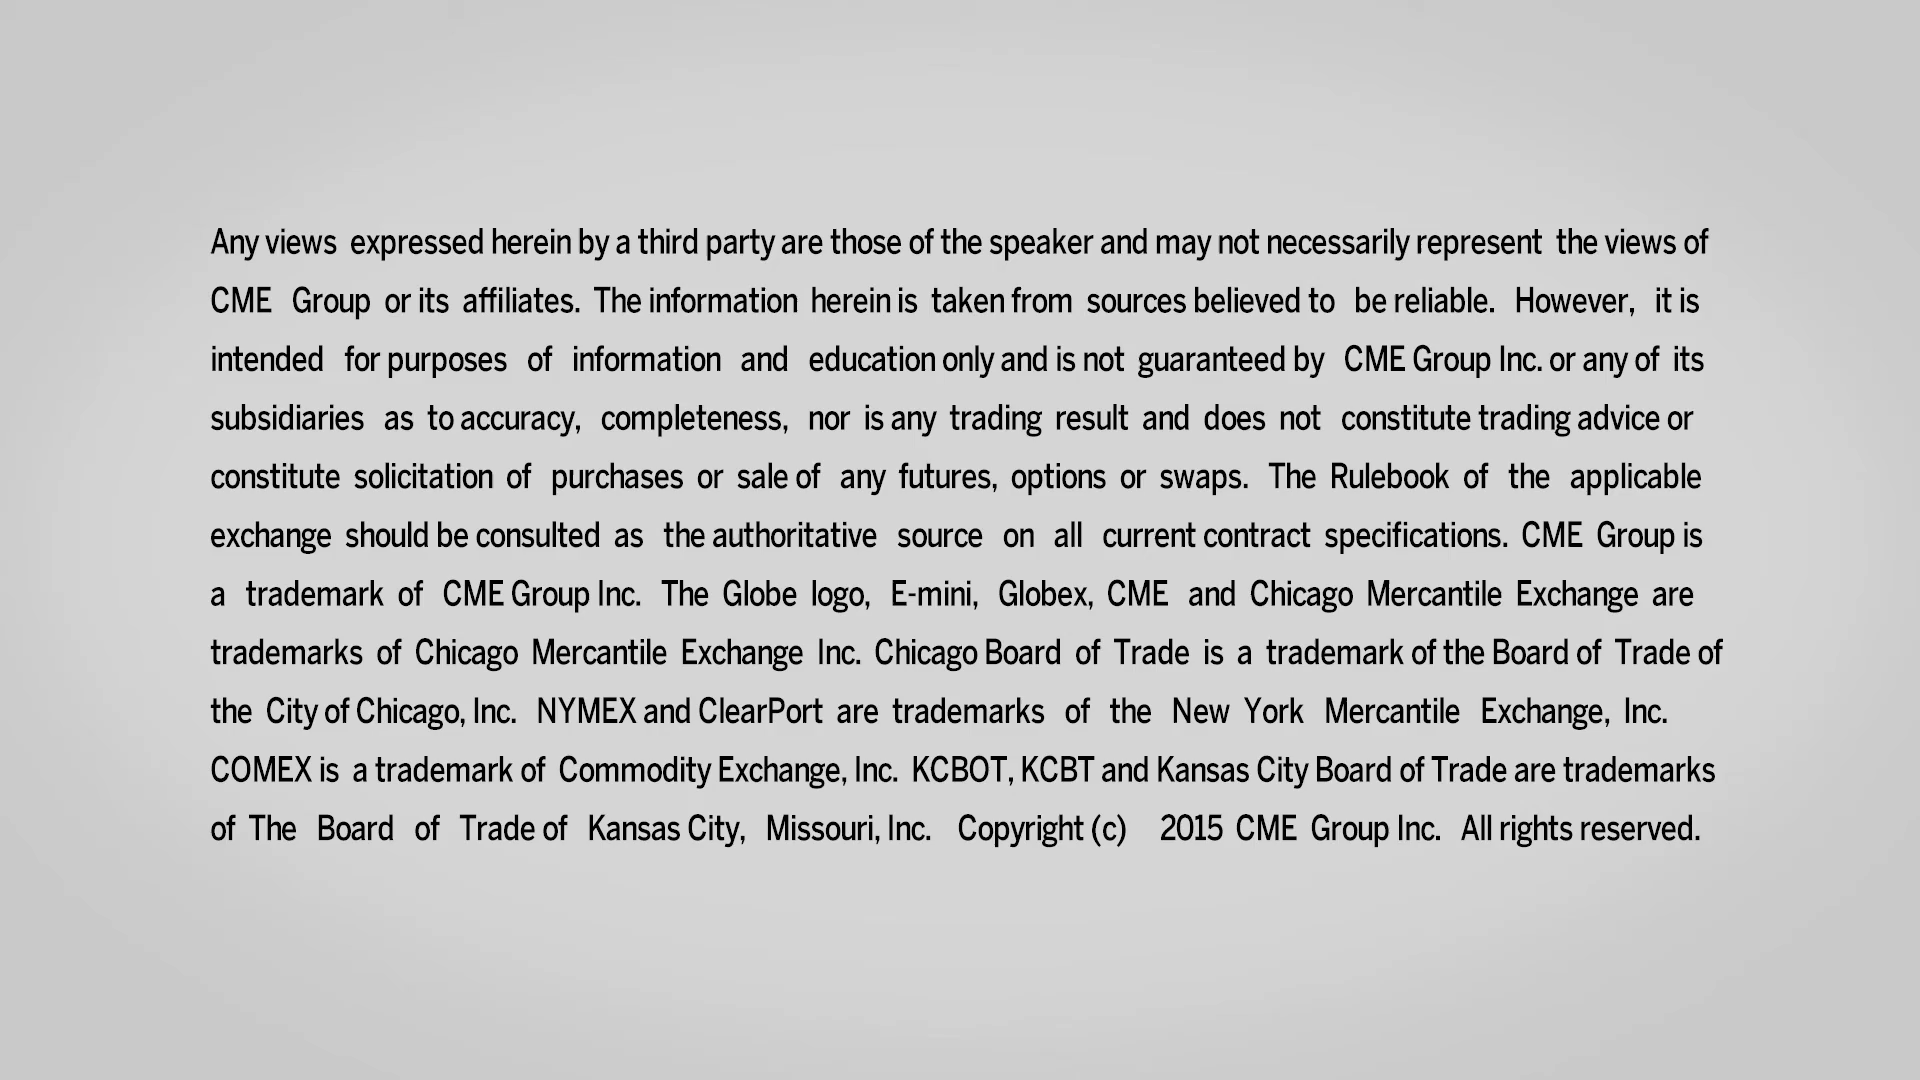 Any views expressed herein by a third party are those of the speaker and may not necessarily represent the views of
CME Group or its affiliates. The information herein is taken from sources believed to be reliable. However, it is
intended for purposes of information and education only and is not guaranteed by CME Group Inc. or any of its
subsidiaries as to accuracy, completeness, nor is any trading result and does not constitute trading advice or
constitute solicitation of purchases or sale of any futures, options or swaps. The Rulebook of the applicable
exchange should be consulted as the authoritative source on all current contract specifications. CME Group is
a trademark of CME Group Inc. The Globe logo, E-mini, Globex, CME and Chicago Mercantile Exchange are
trademarks of Chicago Mercantile Exchange Inc. Chicago Board of Trade is a trademark of the Board of Trade of
the City of Chicago, Inc. NYMEX and ClearPort are trademarks of the New York Mercantile Exchange, Inc.
COMEX is a trademark of Commodity Exchange, Inc. KCBOT, KCBT and Kansas City Board of Trade are trademarks
of The Board of Trade of Kansas City, Missouri, Inc. Copyright (c) 2015 CME Group Inc. All rights reserved.